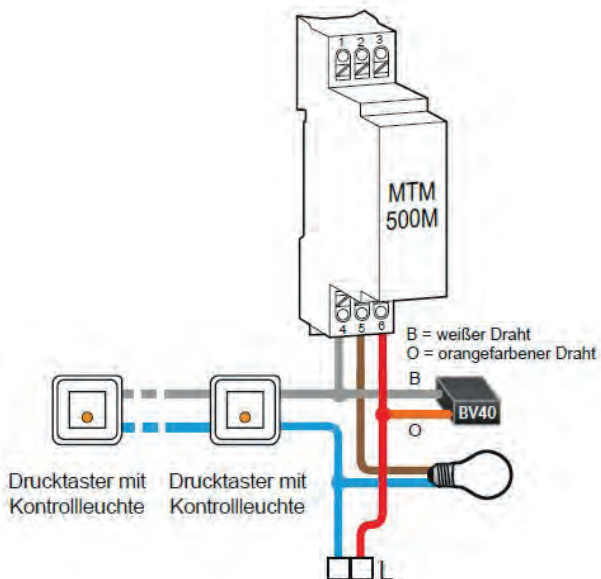 1 2 3
MTM
500M
4 5 6
B = weißer Draht
O = orangefarbener Draht
B
BV40
O
Drucktaster mit
Kontrollleuchte
Drucktaster mit
Kontrollleuchte
L